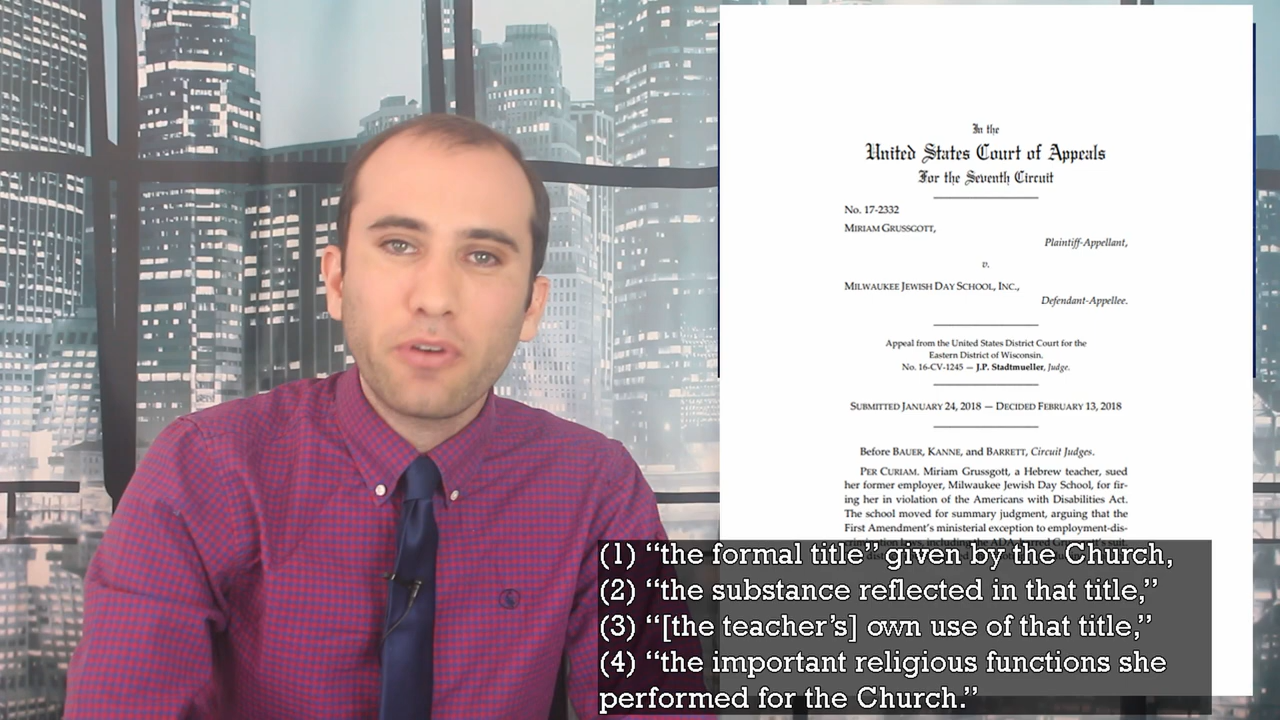 In the
United States Court of Appeals
For the Seventh Circuit
No. 17-2332
MIRIAM GRUSSGOTT,
Plaintiff-Appellant,
v.
MILWAUKEE JEWISH DAY SCHOOL, INC.,
Defendant-Appellee.
Appeal from the United States District Court for the
Eastern District of Wisconsin.
No. 16-CV-1245 — J.P. Stadtmueller, Judge.
SUBMITTED JANUARY 24, 2018 — DECIDED FEBRUARY 13, 2018
Before BAUER, KANNE, and BARRETT, Circuit Judges.
PER CURIAM. Miriam Grussgott, a Hebrew teacher, sued
her former employer, Milwaukee Jewish Day School, for fir-
ing her in violation of the Americans with Disabilities Act.
The school moved for summary judgment, arguing that the
First Amendment's ministerial exception to employment-dis-
(1) “the formal title” given by the Church,
(2) “the substance reflected in that title,”
(3) “[the teacher’s] own use of that title,”
(4) “the important religious functions she
performed for the Church.”